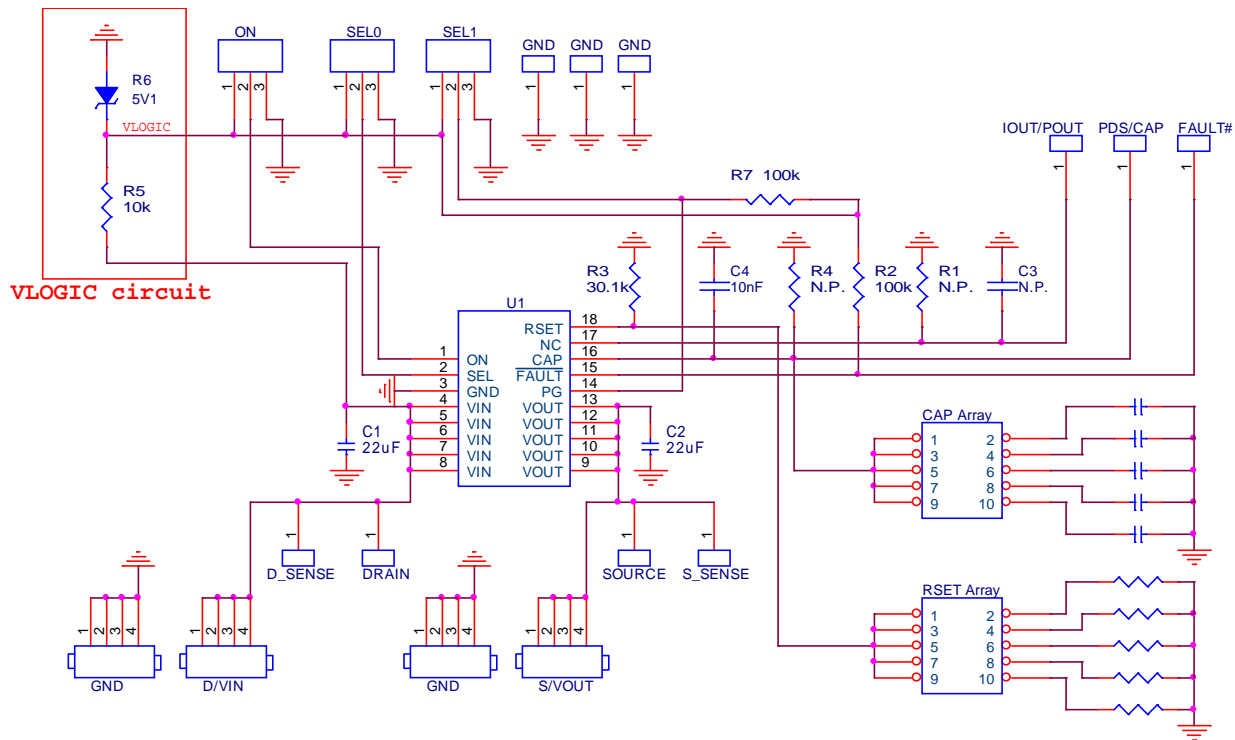 ON
SEL0
SEL1
GND
GND
GND
1
2
3
1
2
3
1
2
3
1
1
1
R6
5V1
VLOGIC
R5
10k
VLOGIC circuit
IOUT/POUT
PDS/CAP
FAULT#
1
1
1
R7 100k
R3
30.1k
C4
10nF
R4
N.P.
R2
100k
R1
N.P.
C3
N.P.
U1
1 ON
2 SEL
3 GND
4 VIN
5 VIN
6 VIN
7 VIN
8 VIN
RSET 18
NC 17
CAP 16
FAULT 15
PG 14
VOUT 13
VOUT 12
VOUT 11
VOUT 10
VOUT 9
C1
22uF
C2
22uF
CAP Array
1 2
3 4
5 6
7 8
9 10
1
D_SENSE
1
DRAIN
1
SOURCE
1
S_SENSE
RSET Array
1 2
3 4
5 6
7 8
9 10
1
2
3
4
GND
1
2
3
4
D/VIN
1
2
3
4
GND
1
2
3
4
S/VOUT